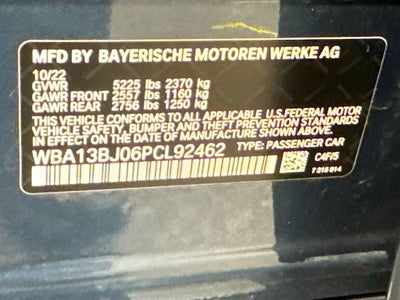 MFD BY BAYERISCHE MOTOREN WERKE AG
10/22
GVWR 5225 lbs 2370 kg
GAWR FRONT 2557 lbs 1160 kg
GAWR REAR 2756 lbs 1250 kg
THIS VEHICLE CONFORMS TO ALL APPLICABLE U.S.FEDERAL MOTOR
VEHICLE SAFETY, BUMPER AND THEFT PREVENTION STANDARDS
IN EFFECT ON THE DATE OF MANUFACTURE SHOWN ABOVE.
WBA13BJ06PCL92462 TYPE: PASSENGER CAR
C4F/5
7 215 814